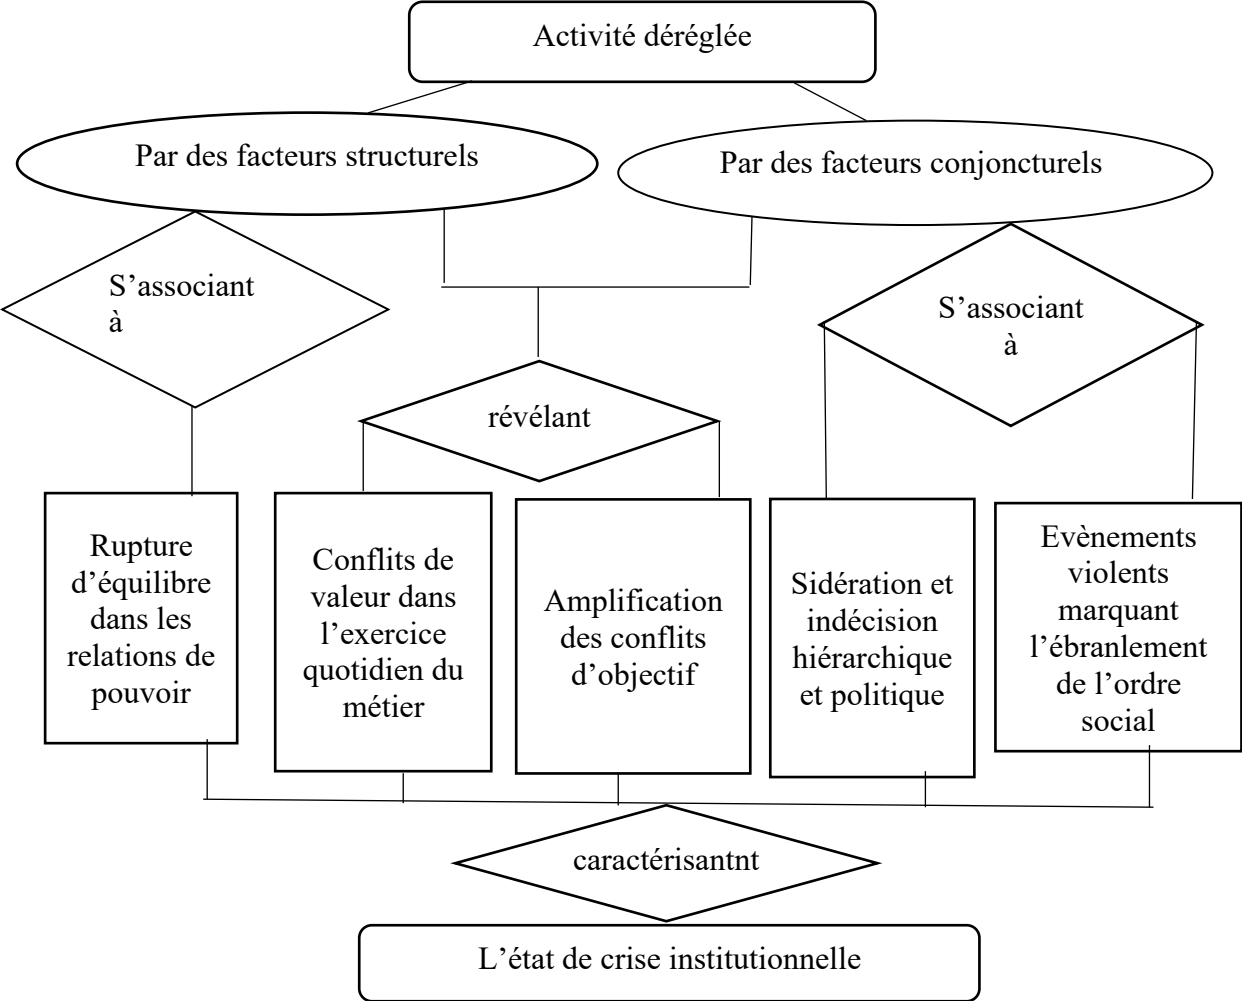 Activité déréglée
Par des facteurs structurels
Par des facteurs conjoncturels
S’associant
à
S’associant
à
révélant
Rupture
d’équilibre
dans les
relations de
pouvoir
Conflits de
valeur dans
l’exercice
quotidien du
métier
Amplification
des conflits
d’objectif
Sidération et
indécision
hiérarchique
et politique
Evènements
violents
marquant
l’ébranlement
de l’ordre
social
caractérisantnt
L’état de crise institutionnelle